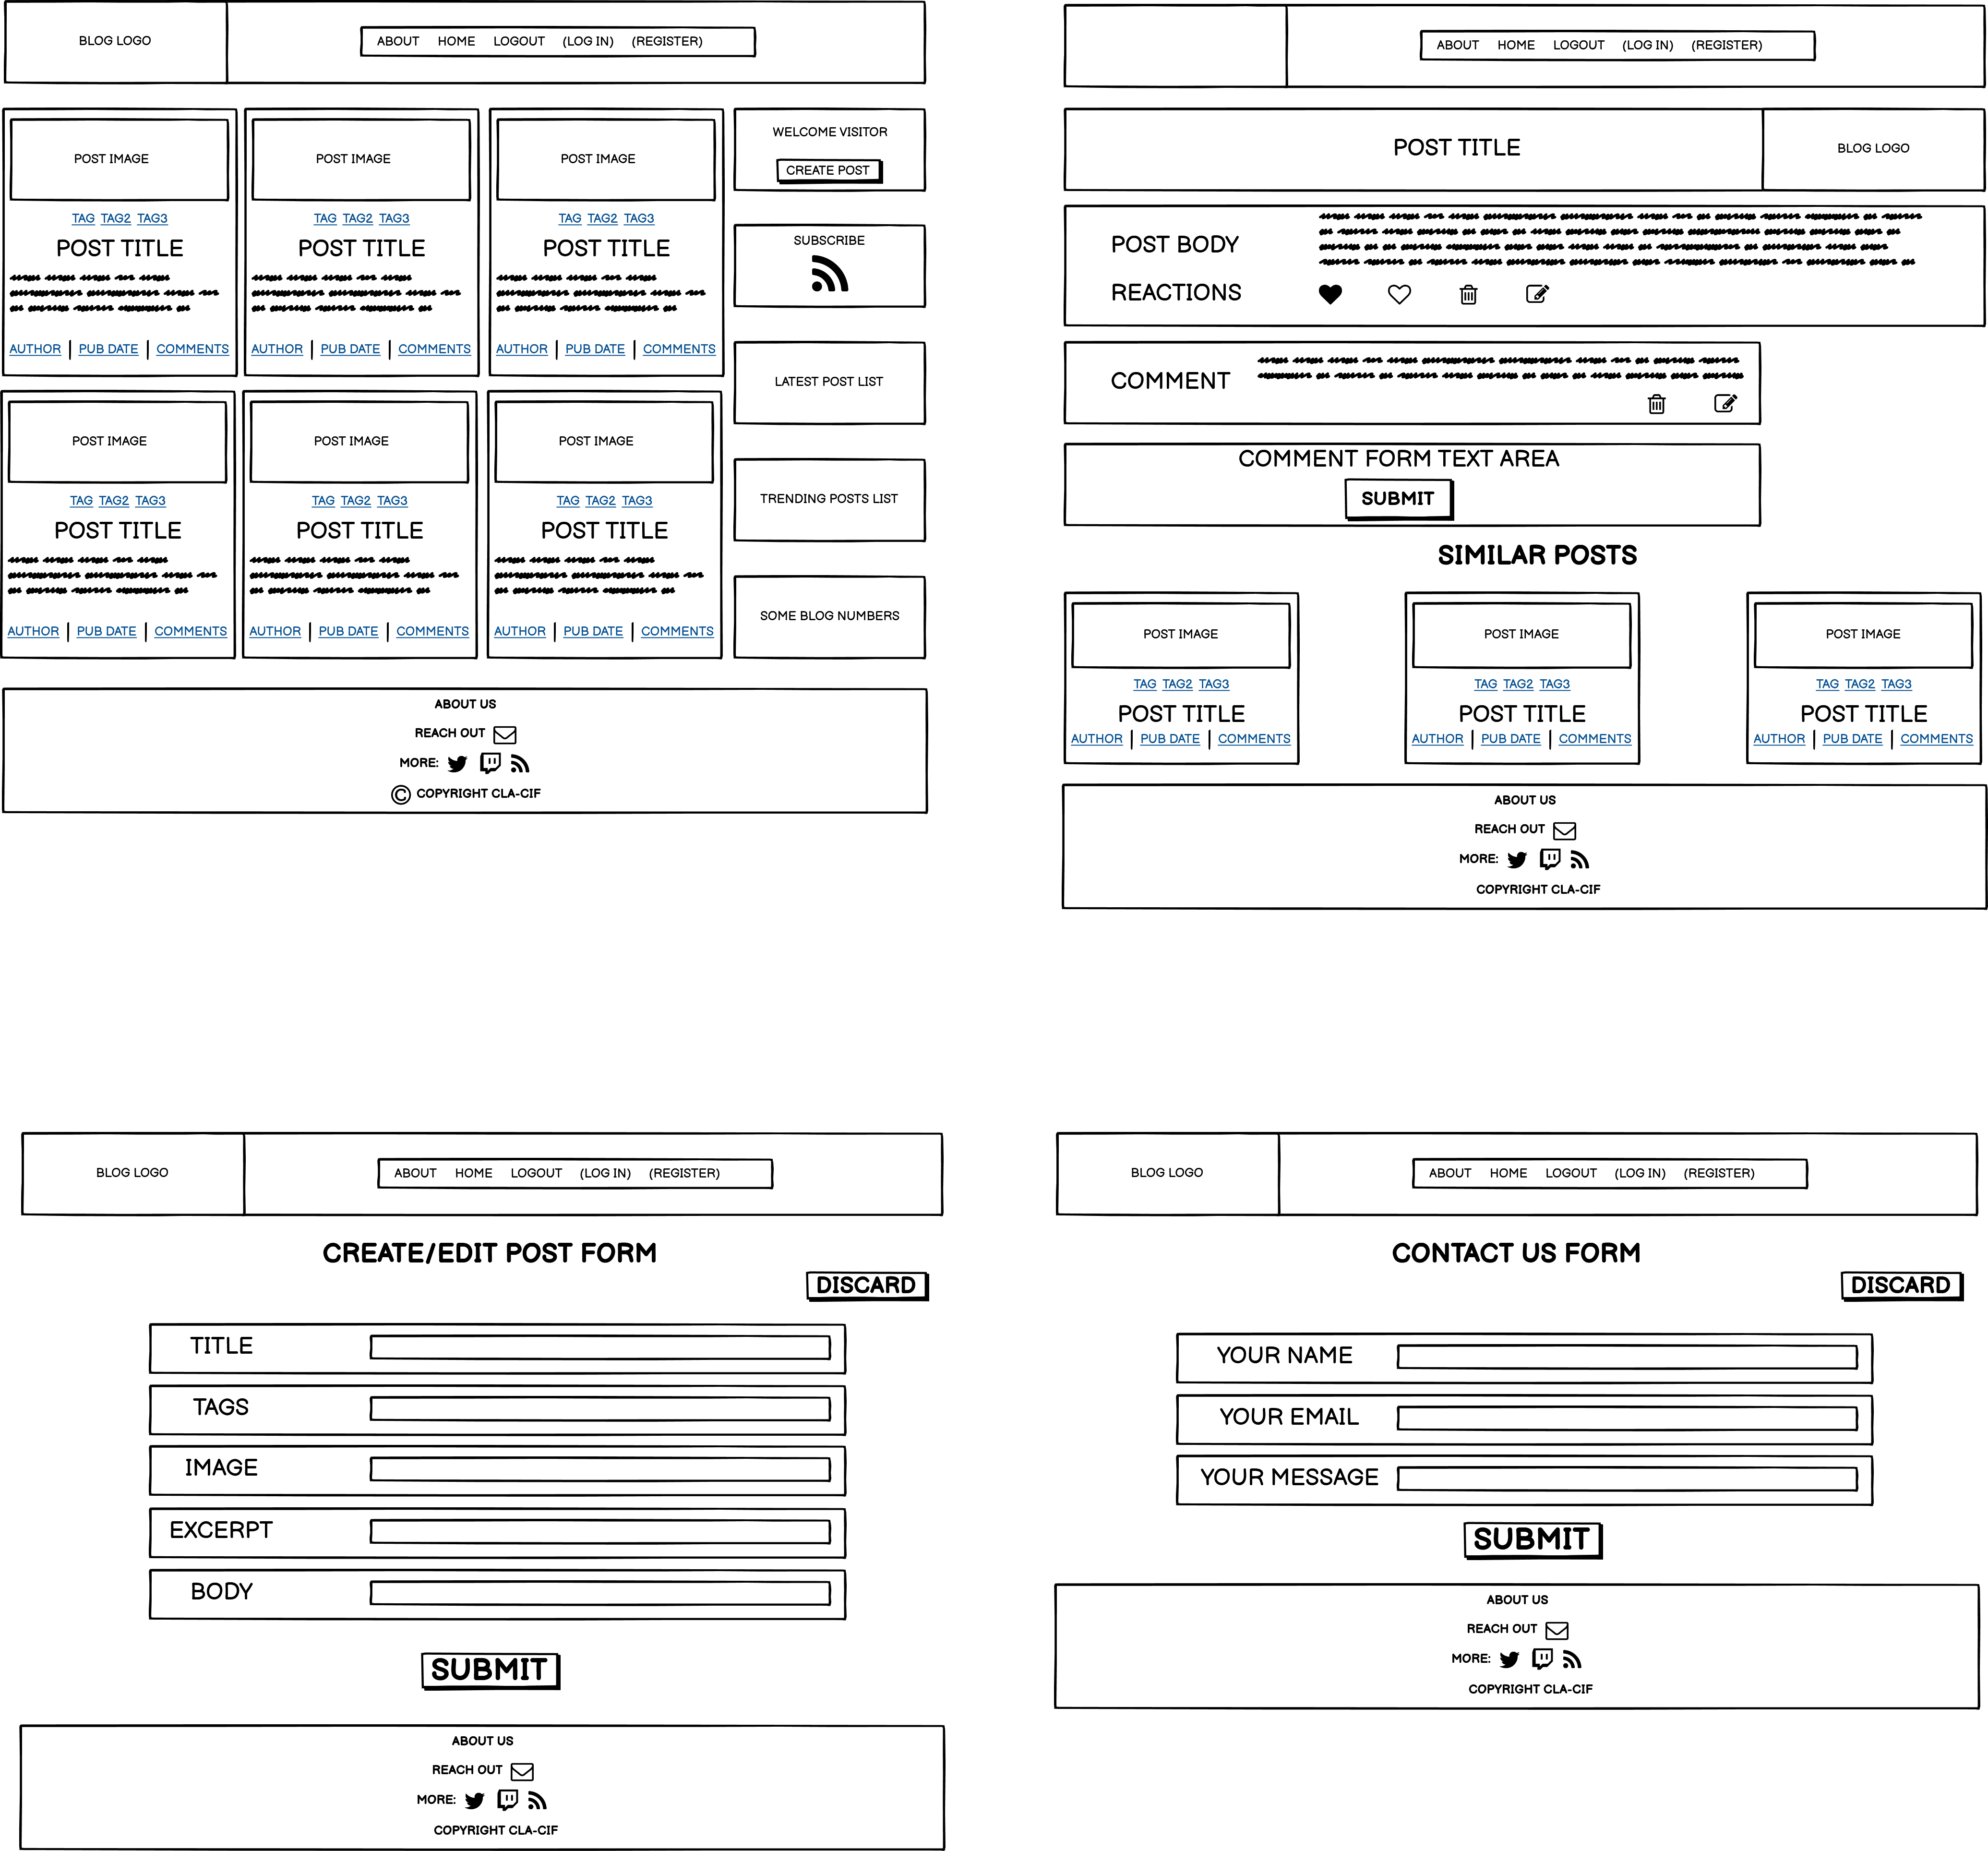 BLOG LOGO
ABOUT HOME LOGOUT (LOG IN) (REGISTER)
POST IMAGE POST IMAGE POST IMAGE
TAG TAG2 TAG3 TAG TAG2 TAG3 TAG TAG2 TAG3
POST TITLE POST TITLE POST TITLE
AUTHOR | PUB DATE | COMMENTS AUTHOR | PUB DATE | COMMENTS AUTHOR | PUB DATE | COMMENTS
POST IMAGE POST IMAGE POST IMAGE
TAG TAG2 TAG3 TAG TAG2 TAG3 TAG TAG2 TAG3
POST TITLE POST TITLE POST TITLE
AUTHOR | PUB DATE | COMMENTS AUTHOR | PUB DATE | COMMENTS AUTHOR | PUB DATE | COMMENTS
WELCOME VISITOR
CREATE POST
SUBSCRIBE
LATEST POST LIST
TRENDING POSTS LIST
SOME BLOG NUMBERS
ABOUT US
REACH OUT
MORE:
© COPYRIGHT CLA-CIF
ABOUT HOME LOGOUT (LOG IN) (REGISTER)
POST TITLE
BLOG LOGO
POST BODY
REACTIONS
COMMENT
COMMENT FORM TEXT AREA
SUBMIT
SIMILAR POSTS
POST IMAGE POST IMAGE POST IMAGE
TAG TAG2 TAG3 TAG TAG2 TAG3 TAG TAG2 TAG3
POST TITLE POST TITLE POST TITLE
AUTHOR | PUB DATE | COMMENTS AUTHOR | PUB DATE | COMMENTS AUTHOR | PUB DATE | COMMENTS
ABOUT US
REACH OUT
MORE:
COPYRIGHT CLA-CIF
BLOG LOGO
ABOUT HOME LOGOUT (LOG IN) (REGISTER)
CREATE/EDIT POST FORM
DISCARD
TITLE
TAGS
IMAGE
EXCERPT
BODY
SUBMIT
ABOUT US
REACH OUT
MORE:
COPYRIGHT CLA-CIF
BLOG LOGO
ABOUT HOME LOGOUT (LOG IN) (REGISTER)
CONTACT US FORM
DISCARD
YOUR NAME
YOUR EMAIL
YOUR MESSAGE
SUBMIT
ABOUT US
REACH OUT
MORE:
COPYRIGHT CLA-CIF